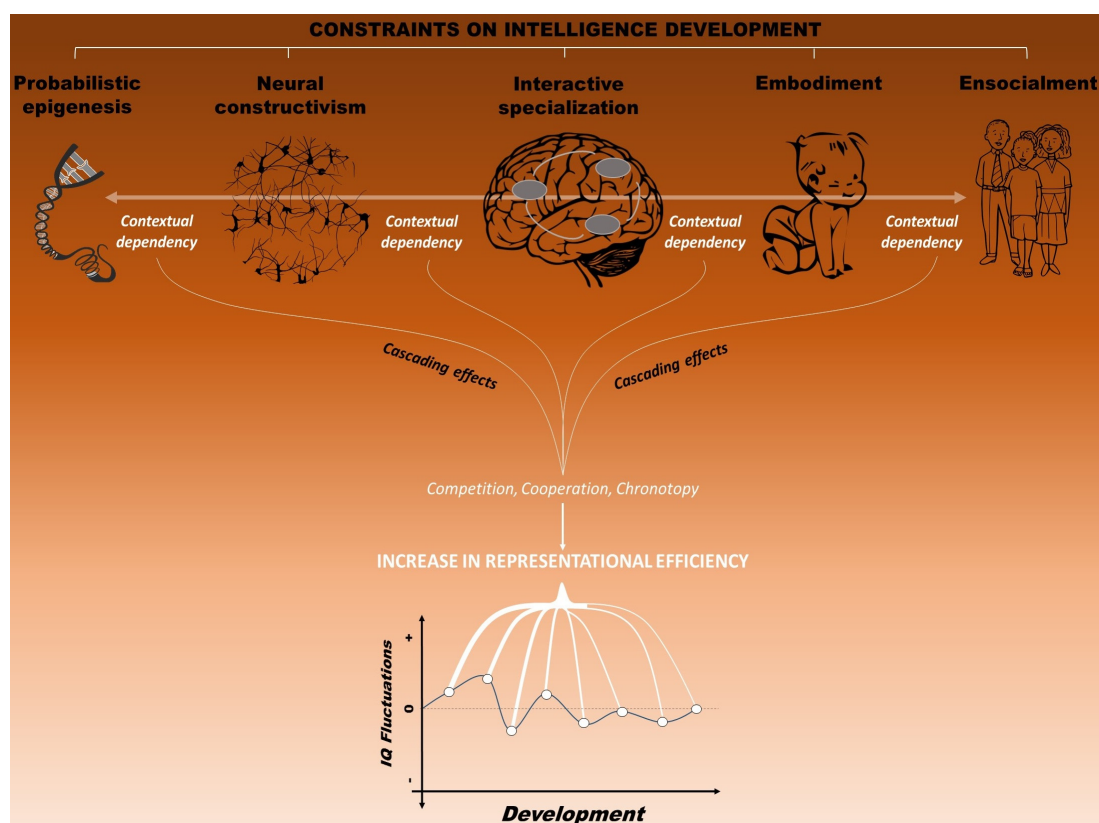 CONSTRAINTS ON INTELLIGENCE DEVELOPMENT
Probabilistic
epigenesis
Neural
constructivism
Interactive
specialization
Embodiment
Ensocialment
Contextual
dependency
Contextual
dependency
Contextual
dependency
Contextual
dependency
Cascading effects
Cascading effects
Competition, Cooperation, Chronotopy
INCREASE IN REPRESENTATIONAL EFFICIENCY
IQ Fluctuations
+
0
-
Development